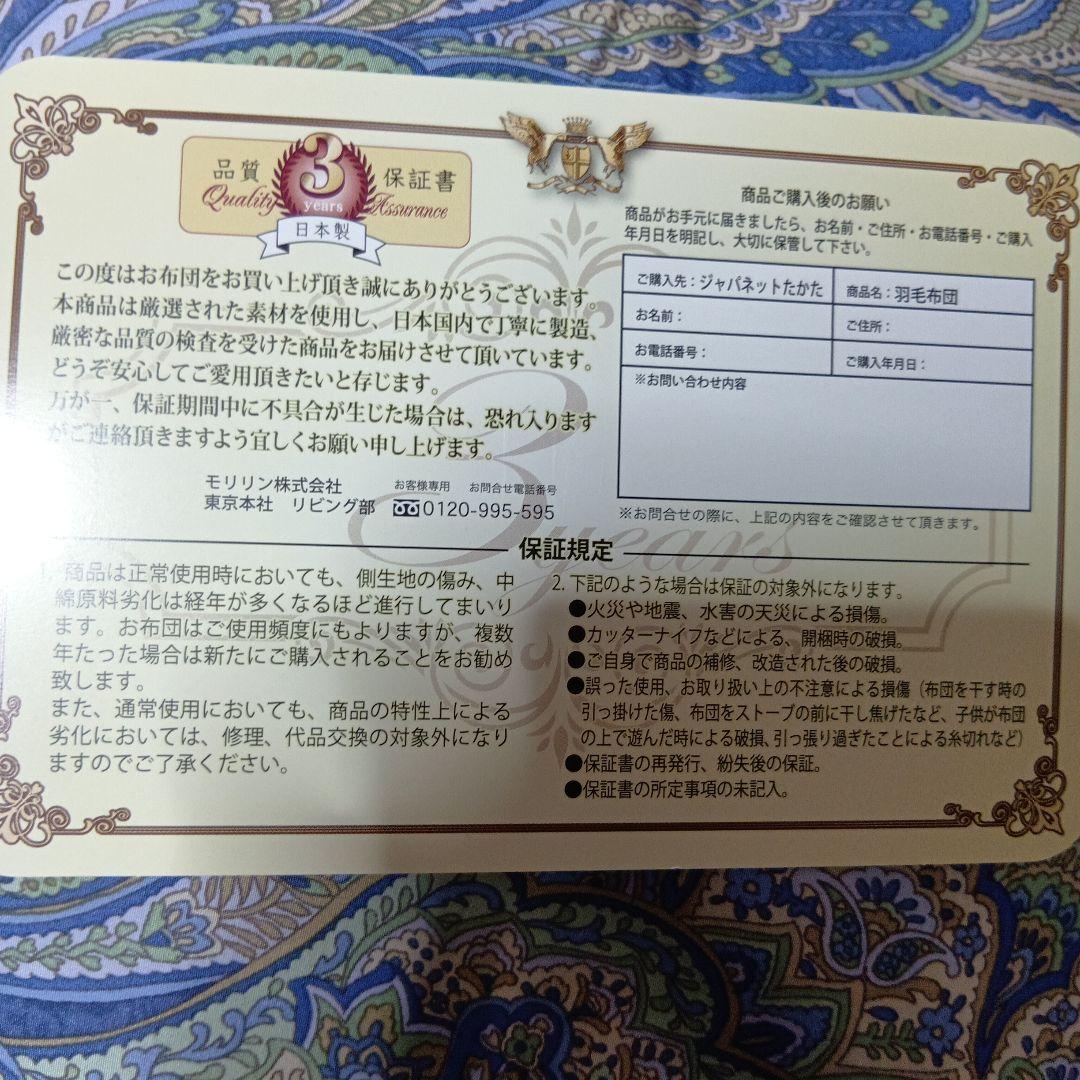 品質 保証書
3
Quality years Assurance
日本製
この度はお布団をお買い上げ頂き誠にありがとうございます。
本商品は厳選された素材を使用し、日本国内で丁寧に製造、
厳密な品質の検査を受けた商品をお届けさせて頂いています。
どうぞ安心してご愛用頂きたいと存じます。
万が一、保証期間中に不具合が生じた場合は、恐れ入ります
がご連絡頂きますよう宜しくお願い申し上げます。
モリリン株式会社 お客様専用 お問合せ電話番号
東京本社 リビング部 0120-995-595
商品ご購入後のお願い
商品がお手元に届きましたら、お名前・ご住所・お電話番号・ご購入
年月日を明記し、大切に保管して下さい。
ご購入先：ジャパネットたかた 商品名：羽毛布団
お名前： ご住所：
お電話番号： ご購入年月日：
※お問い合わせ内容
※お問合せの際に、上記の内容をご確認させて頂きます。
3
years
保証規定
1. 商品は正常使用時においても、側生地の傷み、中
綿原料劣化は経年が多くなるほど進行してまいり
ます。お布団はご使用頻度にもよりますが、複数
年たった場合は新たにご購入されることをお勧め
致します。
また、通常使用においても、商品の特性上による
劣化においては、修理、代品交換の対象外になり
ますのでご了承ください。
2. 下記のような場合は保証の対象外になります。
●火災や地震、水害の天災による損傷。
●カッターナイフなどによる、開梱時の破損。
●ご自身で商品の補修、改造された後の破損。
●誤った使用、お取り扱い上の不注意による損傷（布団を干す時の
引っ掛けた傷、布団をストーブの前に干し焦げたなど、子供が布団
の上で遊んだ時による破損、引っ張り過ぎたことによる糸切れなど）
●保証書の再発行、紛失後の保証。
●保証書の所定事項の未記入。